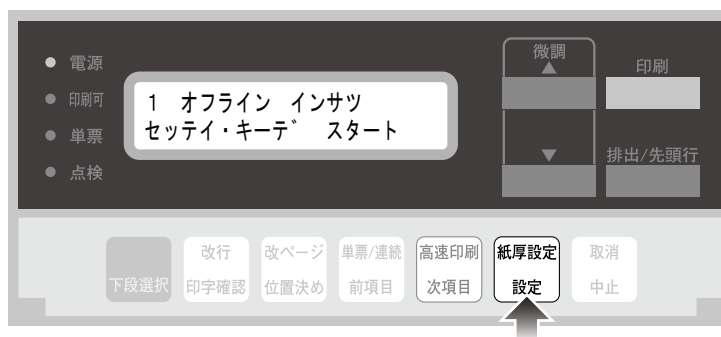 電源
印刷可
単票
点検
1 オフライン インサツ
セッテイ・キーデ゛ スタート
微調
▲
▼
印刷
排出/先頭行
下段選択
改行
印字確認
改ページ
位置決め
単票/連続
前項目
高速印刷
次項目
紙厚設定
設定
取消
中止